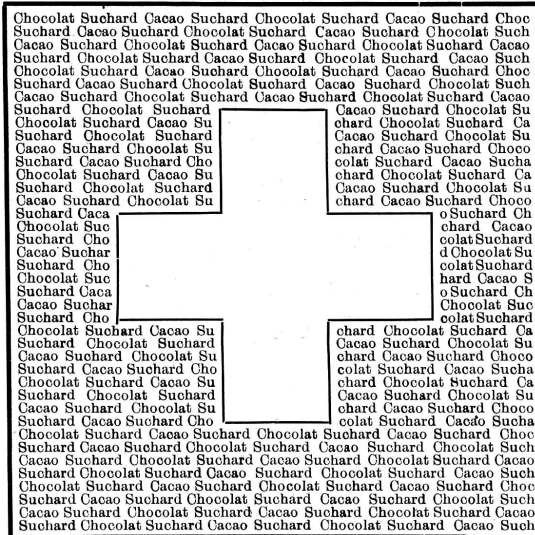 Chocolat Suchard Cacao Suchard Chocolat Suchard Cacao Suchard Choc
Suchard Cacao Suchard Chocolat Suchard Cacao Suchard Chocolat Such
Cacao Suchard Chocolat Suchard Cacao Suchard Chocolat Suchard Cacao
Suchard Chocolat Suchard Cacao Suchard Chocolat Suchard Cacao Such
Chocolat Suchard Cacao Suchard Chocolat Suchard Cacao Suchard Choc
Suchard Cacao Suchard Chocolat Suchard Cacao Suchard Chocolat Such
Cacao Suchard Chocolat Suchard Cacao Suchard Chocolat Suchard Cacao
Suchard Chocolat Suchard Cacao Suchard Chocolat Su
Chocolat Suchard Cacao Su chard Chocolat Suchard Ca
Suchard Chocolat Suchard Cacao Suchard Chocolat Su
Cacao Suchard Chocolat Su chard Cacao Suchard Choco
Suchard Cacao Suchard Cho colat Suchard Cacao Sucha
Chocolat Suchard Cacao Su chard Chocolat Suchard Ca
Suchard Chocolat Suchard Cacao Suchard Chocolat Su
Cacao Suchard Chocolat Su chard Cacao Suchard Choco
Suchard Caca o Suchard Ch
Chocolat Suc chard Cacao
Suchard Cho colat Suchard
Cacao Suchar d Chocolat Su
Suchard Cho colat Suchard
Chocolat Suc hard Cacao S
Suchard Caca o Suchard Ch
Cacao Suchar Chocolat Suc
Suchard Cho colat Suchard
Chocolat Suchard Cacao Su chard Chocolat Suchard Ca
Suchard Chocolat Suchard Cacao Suchard Chocolat Su
Cacao Suchard Chocolat Su chard Cacao Suchard Choco
Suchard Cacao Suchard Cho colat Suchard Cacao Sucha
Chocolat Suchard Cacao Su chard Chocolat Suchard Ca
Suchard Chocolat Suchard Cacao Suchard Chocolat Su
Cacao Suchard Chocolat Su chard Cacao Suchard Choco
Suchard Cacao Suchard Cho colat Suchard Cacao Sucha
Chocolat Suchard Cacao Suchard Chocolat Suchard Cacao Suchard Choc
Suchard Cacao Suchard Chocolat Suchard Cacao Suchard Chocolat Such
Cacao Suchard Chocolat Suchard Cacao Suchard Chocolat Suchard Cacao
Suchard Chocolat Suchard Cacao Suchard Chocolat Suchard Cacao Such
Chocolat Suchard Cacao Suchard Chocolat Suchard Cacao Suchard Choc
Suchard Cacao Suchard Chocolat Suchard Cacao Suchard Chocolat Such
Cacao Suchard Chocolat Suchard Cacao Suchard Chocolat Suchard Cacao
Suchard Chocolat Suchard Cacao Suchard Chocolat Suchard Cacao Such